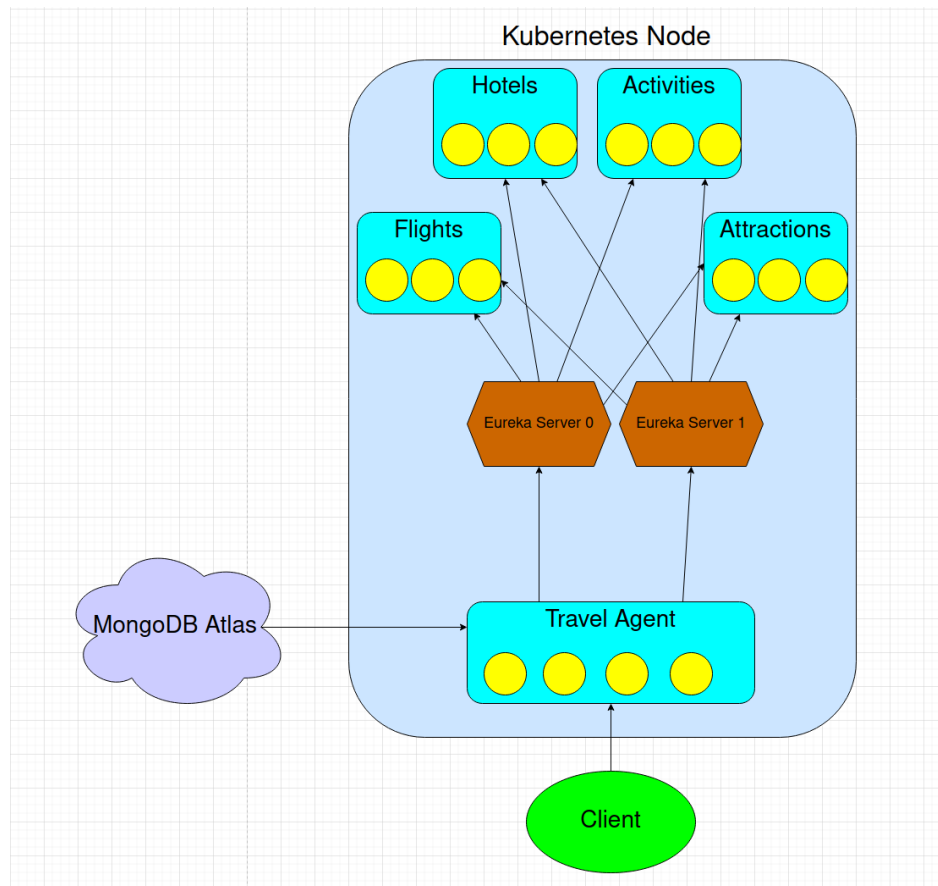 Kubernetes Node
Hotels
Activities
Flights
Attractions
Eureka Server 0
Eureka Server 1
MongoDB Atlas
Travel Agent
Client